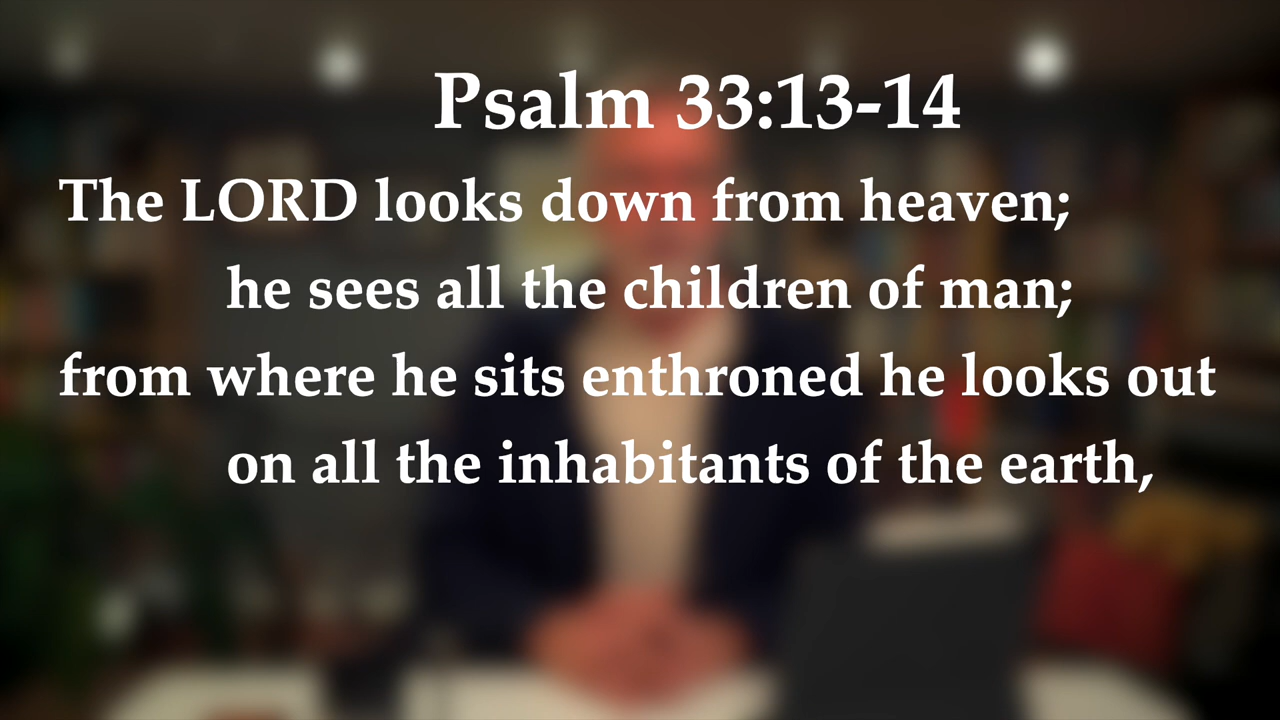 Psalm 33:13-14
The LORD looks down from heaven;
he sees all the children of man;
from where he sits enthroned he looks out
on all the inhabitants of the earth,